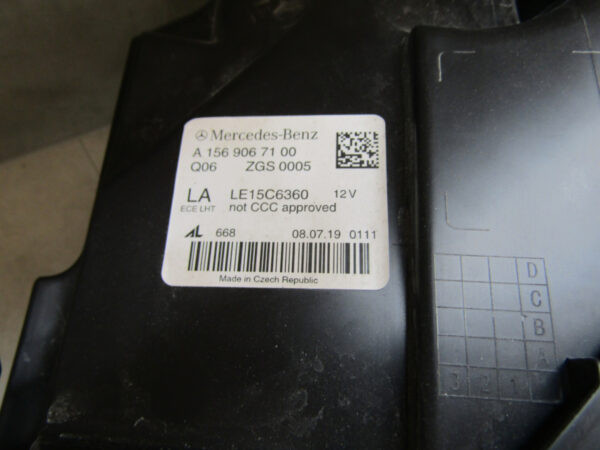 Mercedes-Benz
A 156 906 71 00
Q06 ZGS 0005
LA LE15C6360 12V
ECE LHT not CCC approved
AL 668 08.07.19 0111
Made in Czech Republic
D
C
B
A
3 2 1